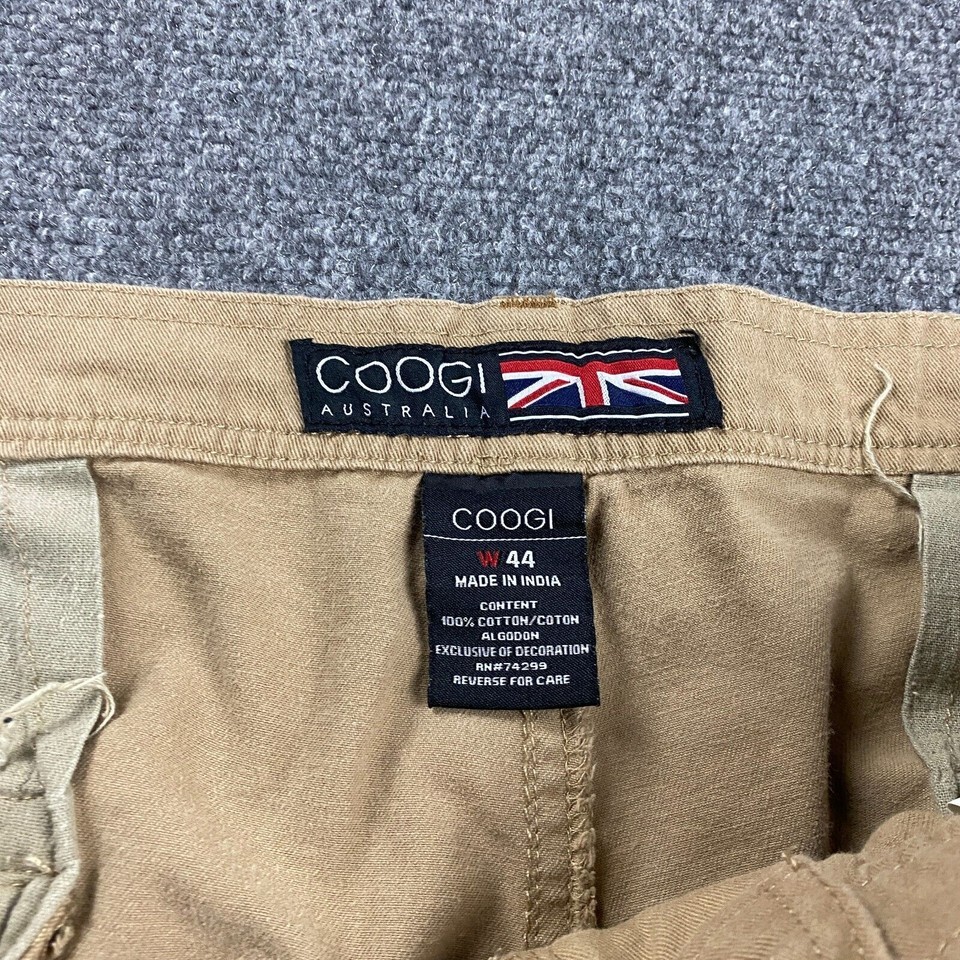 COOGI
AUSTRALIA
COOGI
W 44
MADE IN INDIA
CONTENT
100% COTTON/COTON
ALGODON
EXCLUSIVE OF DECORATION
RN#74299
REVERSE FOR CARE